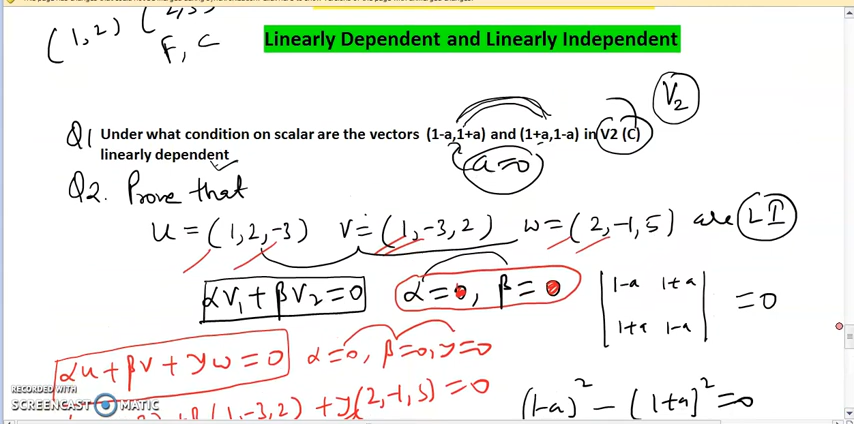 (1,2)
F, C
Linearly Dependent and Linearly Independent
V2
Q1 Under what condition on scalar are the vectors (1-a,1+a) and (1+a,1-a) in V2 (C)
linearly dependent
a=0
Q2. Prove that
u = (1,2,-3) v = (1,-3,2) w = (2,-1,5) are LI
αv1 + βv2 = 0 α = 0, β = 0
1-a 1+a
1+a 1-a
= 0
αu + βv + γw = 0 α=0, β=0, γ=0
RECORDED WITH
SCREENCAST MATIC
(1,-3,2) + γ(2,-1,5) = 0
(1-a)² - (1+a)² = 0